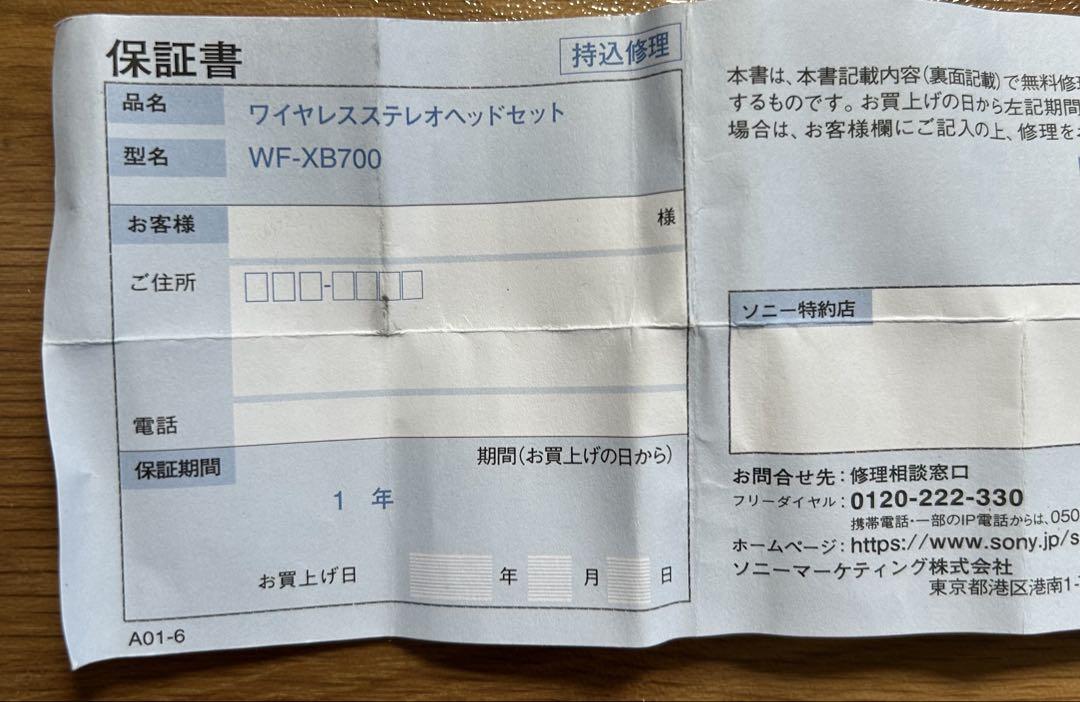 保証書
持込修理
品名
ワイヤレスステレオヘッドセット
型名
WF-XB700
お客様
様
ご住所
電話
保証期間
期間(お買上げの日から)
1 年
お買上げ日
年 月 日
A01-6
本書は、本書記載内容(裏面記載)で無料修
するものです。お買上げの日から左記期間
場合は、お客様欄にご記入の上、修理を
ソニー特約店
お問合せ先:修理相談窓口
フリーダイヤル:0120-222-330
携帯電話・一部のIP電話からは、050
ホームページ:https://www.sony.jp/s
ソニーマーケティング株式会社
東京都港区港南1-